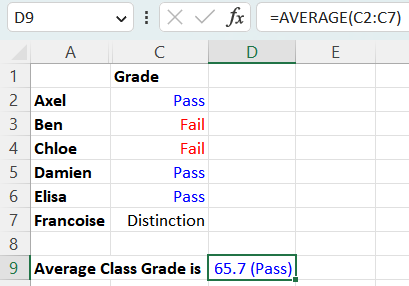 D9 fx =AVERAGE(C2:C7)
A C D E
1 Grade
2 Axel Pass
3 Ben Fail
4 Chloe Fail
5 Damien Pass
6 Elisa Pass
7 Francoise Distinction
8
9 Average Class Grade is 65.7 (Pass)